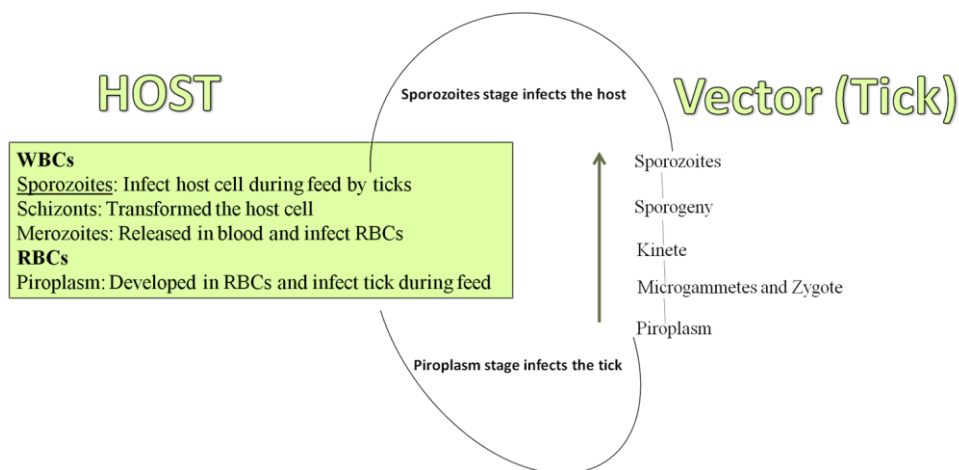 HOST
Sporozoites stage infects the host
Vector (Tick)
WBCs
Sporozoites: Infect host cell during feed by ticks
Schizonts: Transformed the host cell
Merozoites: Released in blood and infect RBCs
RBCs
Piroplasm: Developed in RBCs and infect tick during feed
Sporozoites
Sporogeny
Kinete
Microgammetes and Zygote
Piroplasm
Piroplasm stage infects the tick